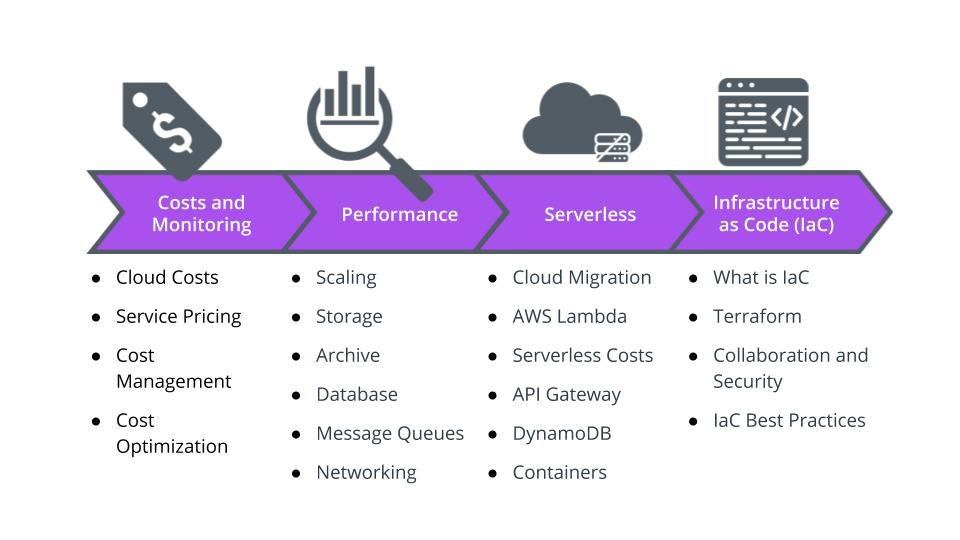 $
</>
Costs and
Monitoring
Performance
Serverless
Infrastructure
as Code (IaC)
● Cloud Costs
● Service Pricing
● Cost
Management
● Cost
Optimization
● Scaling
● Storage
● Archive
● Database
● Message Queues
● Networking
● Cloud Migration
● AWS Lambda
● Serverless Costs
● API Gateway
● DynamoDB
● Containers
● What is IaC
● Terraform
● Collaboration and
Security
● IaC Best Practices